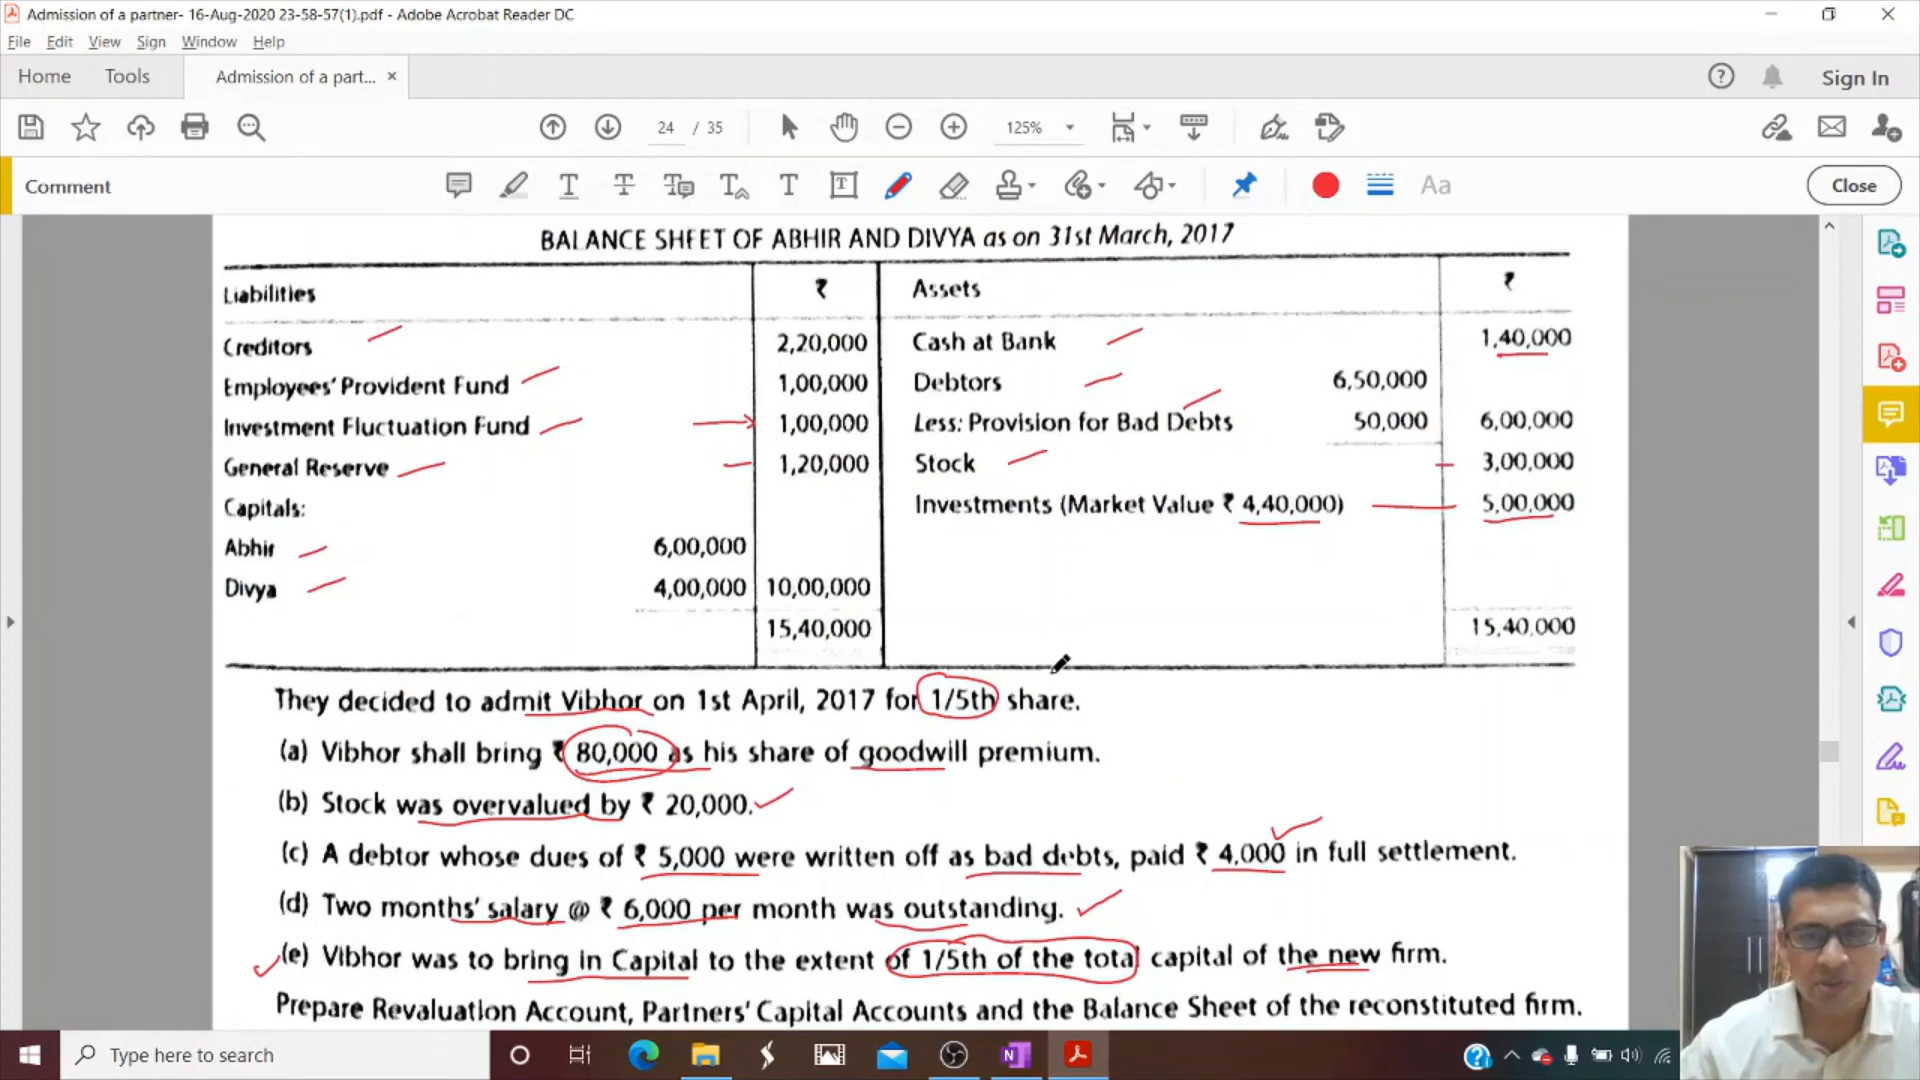 Admission of a partner- 16-Aug-2020 23-58-57(1).pdf - Adobe Acrobat Reader DC
File Edit View Sign Window Help
Home Tools Admission of a part... × Sign In
24 / 35 125%
Comment Aa Close
BALANCE SHEET OF ABHIR AND DIVYA as on 31st March, 2017
Liabilities ₹ Assets ₹
Creditors 2,20,000 Cash at Bank 1,40,000
Employees' Provident Fund 1,00,000 Debtors 6,50,000
Investment Fluctuation Fund 1,00,000 Less: Provision for Bad Debts 50,000 6,00,000
General Reserve 1,20,000 Stock 3,00,000
Capitals: Investments (Market Value ₹ 4,40,000) 5,00,000
Abhir 6,00,000
Divya 4,00,000 10,00,000
15,40,000 15,40,000
They decided to admit Vibhor on 1st April, 2017 for 1/5th share.
(a) Vibhor shall bring ₹ 80,000 as his share of goodwill premium.
(b) Stock was overvalued by ₹ 20,000.
(c) A debtor whose dues of ₹ 5,000 were written off as bad debts, paid ₹ 4,000 in full settlement.
(d) Two months' salary @ ₹ 6,000 per month was outstanding.
(e) Vibhor was to bring in Capital to the extent of 1/5th of the total capital of the new firm.
Prepare Revaluation Account, Partners' Capital Accounts and the Balance Sheet of the reconstituted firm.
Type here to search